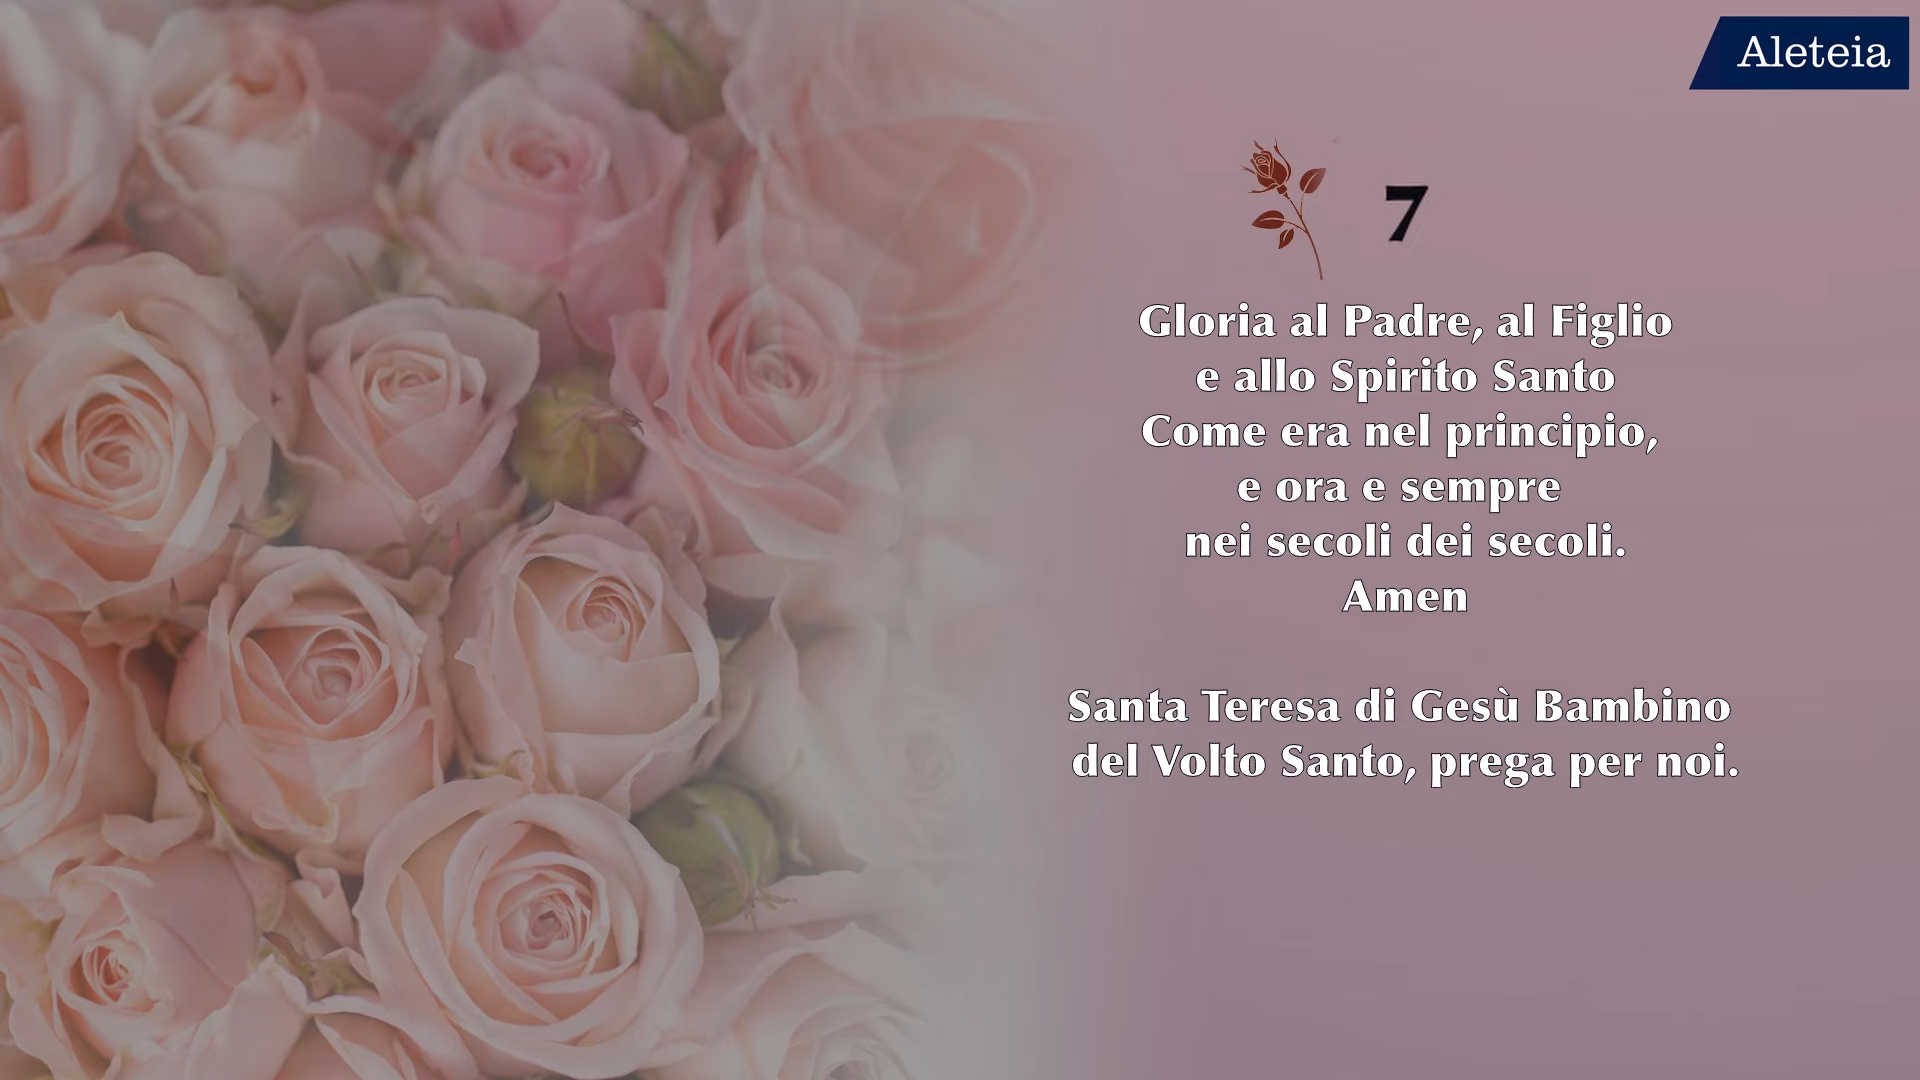 Aleteia
7
Gloria al Padre, al Figlio
e allo Spirito Santo
Come era nel principio,
e ora e sempre
nei secoli dei secoli.
Amen
Santa Teresa di Gesù Bambino
del Volto Santo, prega per noi.